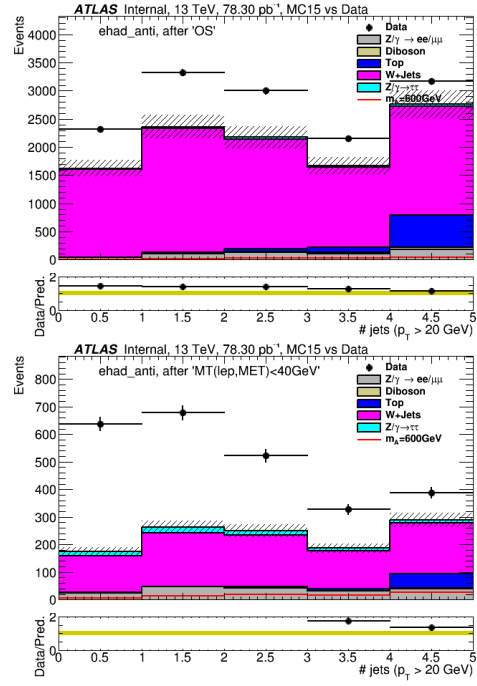 ATLAS Internal, 13 TeV, 78.30 pb⁻¹, MC15 vs Data
Events
ehad_anti, after 'OS'
Data
Z/γ → ee/μμ
Diboson
Top
W+Jets
Z/γ→ττ
m_A=600GeV
4000
3500
3000
2500
2000
1500
1000
500
0
Data/Pred.
2
1
0
0 0.5 1 1.5 2 2.5 3 3.5 4 4.5 5
# jets (p_T > 20 GeV)
ATLAS Internal, 13 TeV, 78.30 pb⁻¹, MC15 vs Data
Events
ehad_anti, after 'MT(lep,MET)<40GeV'
Data
Z/γ → ee/μμ
Diboson
Top
W+Jets
Z/γ→ττ
m_A=600GeV
800
700
600
500
400
300
200
100
0
Data/Pred.
2
1
0
0 0.5 1 1.5 2 2.5 3 3.5 4 4.5 5
# jets (p_T > 20 GeV)